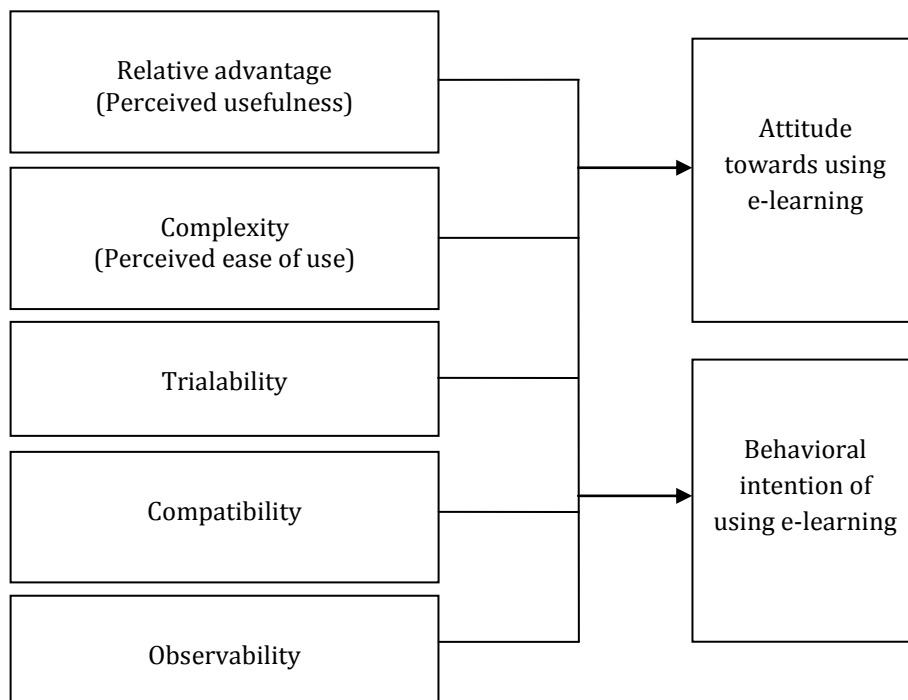 Relative advantage
(Perceived usefulness)
Complexity
(Perceived ease of use)
Trialability
Compatibility
Observability
Attitude
towards using
e-learning
Behavioral
intention of
using e-learning